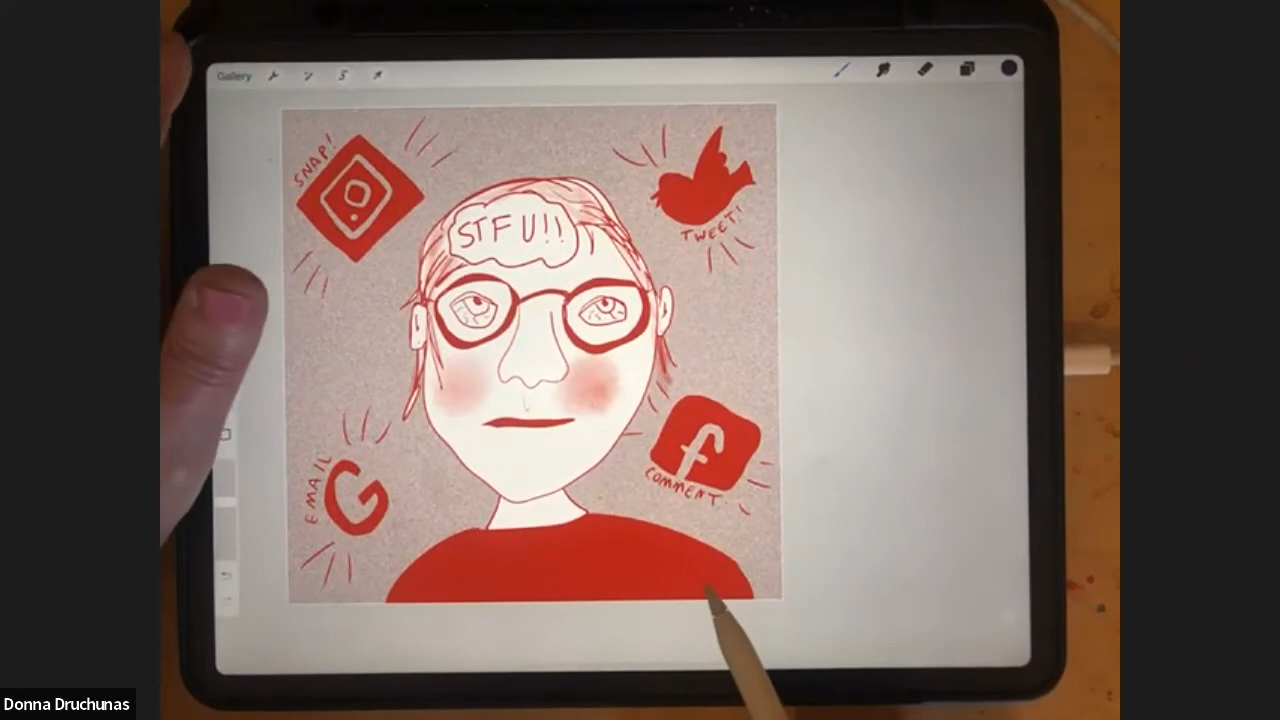 Gallery
SNAP!
TWEET!
STFU!!
f
COMMENT
EMAIL
G
Donna Druchunas